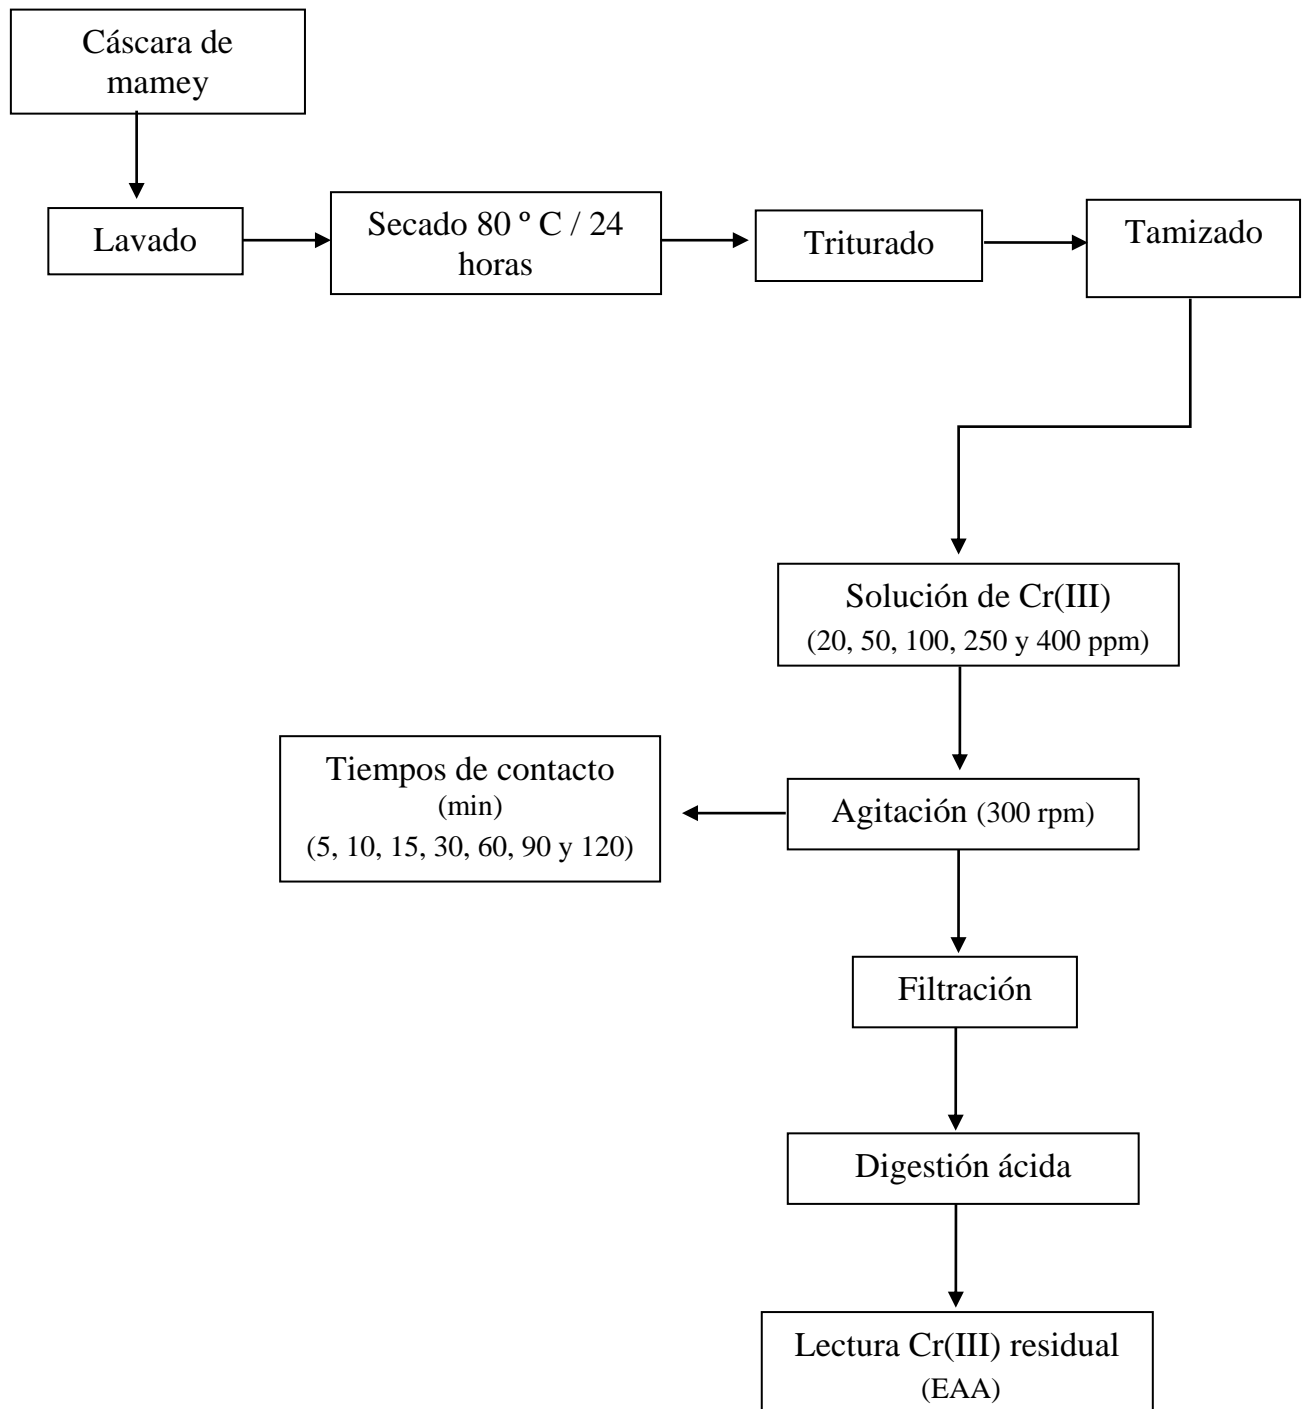 Cáscara de
mamey
Lavado
Secado 80 º C / 24
horas
Triturado
Tamizado
Solución de Cr(III)
(20, 50, 100, 250 y 400 ppm)
Tiempos de contacto
(min)
(5, 10, 15, 30, 60, 90 y 120)
Agitación (300 rpm)
Filtración
Digestión ácida
Lectura Cr(III) residual
(EAA)